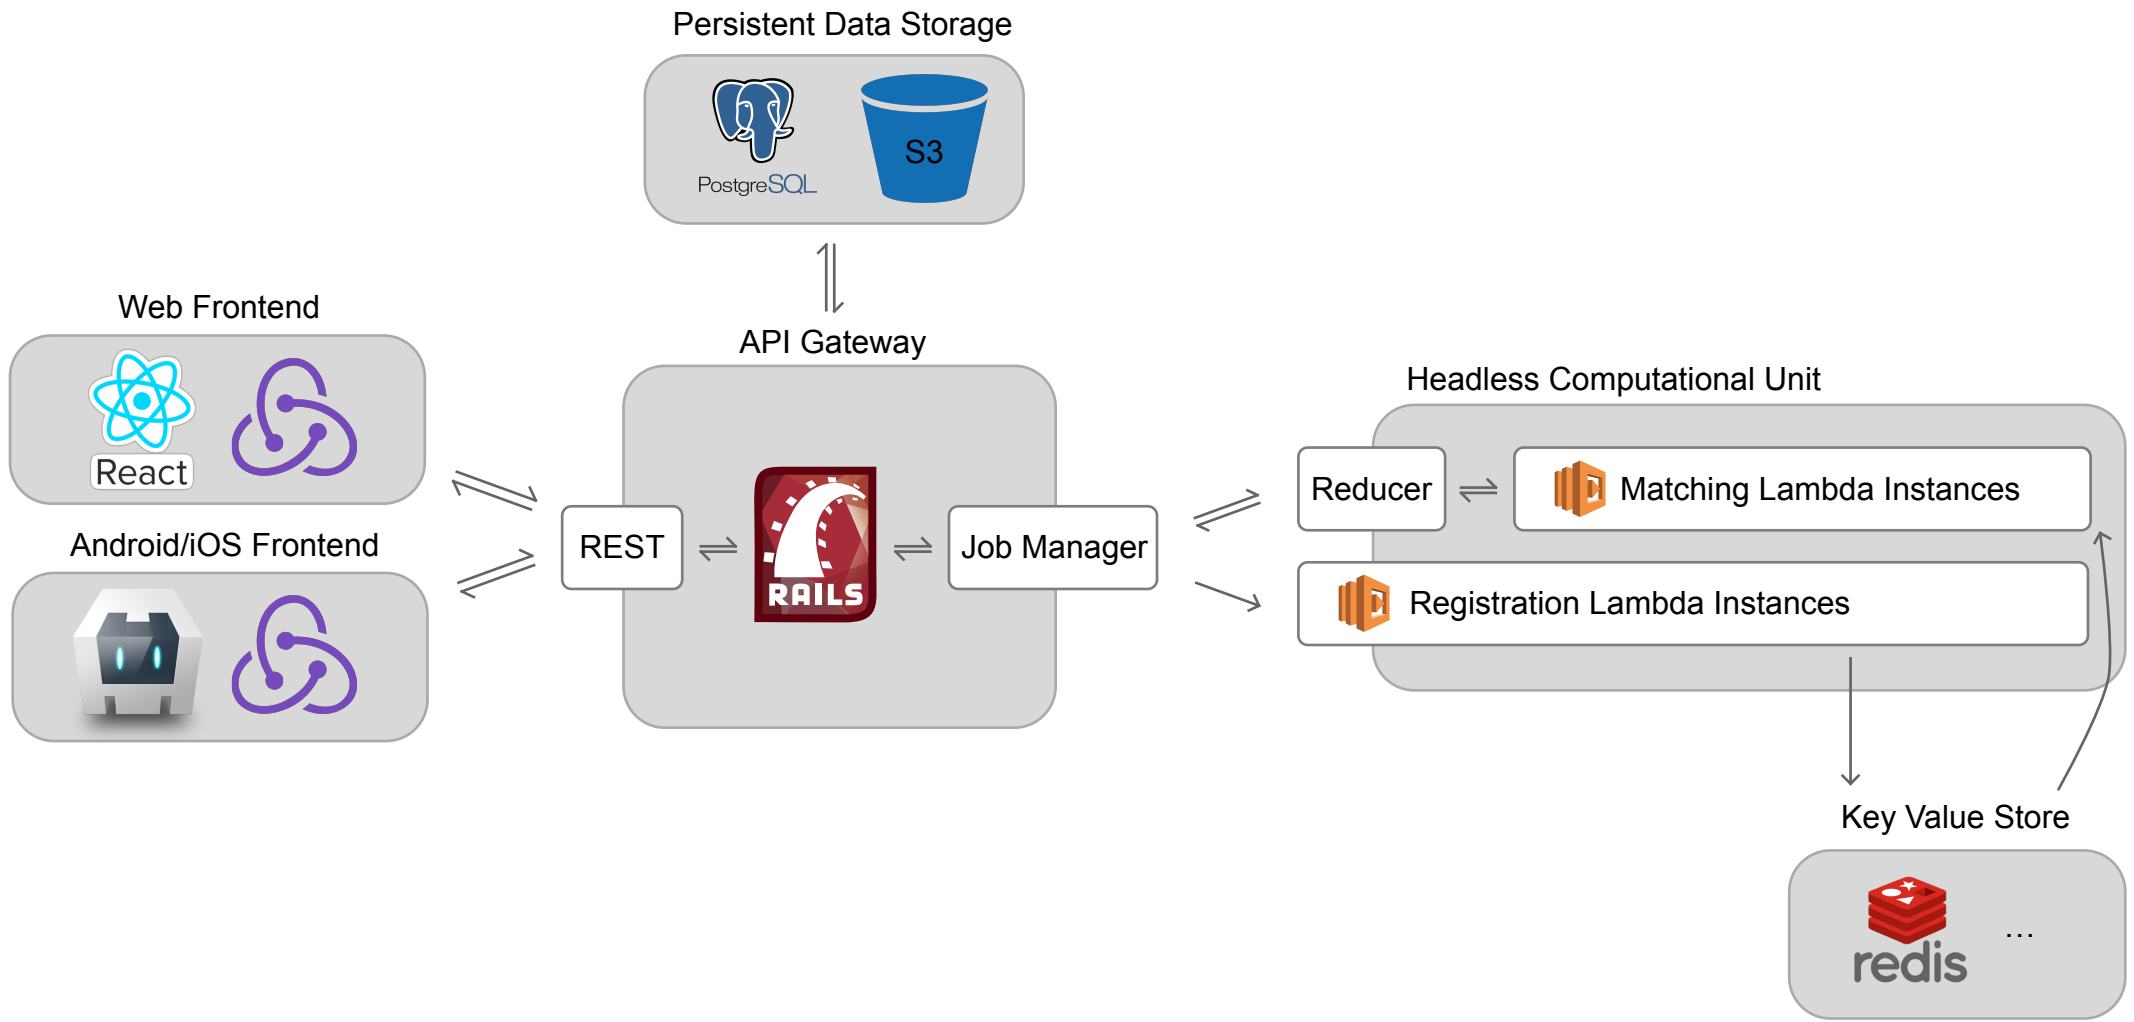 Persistent Data Storage
PostgreSQL
S3
Web Frontend
React
Android/iOS Frontend
API Gateway
REST
RAILS
Job Manager
Headless Computational Unit
Reducer
Matching Lambda Instances
Registration Lambda Instances
Key Value Store
redis
...